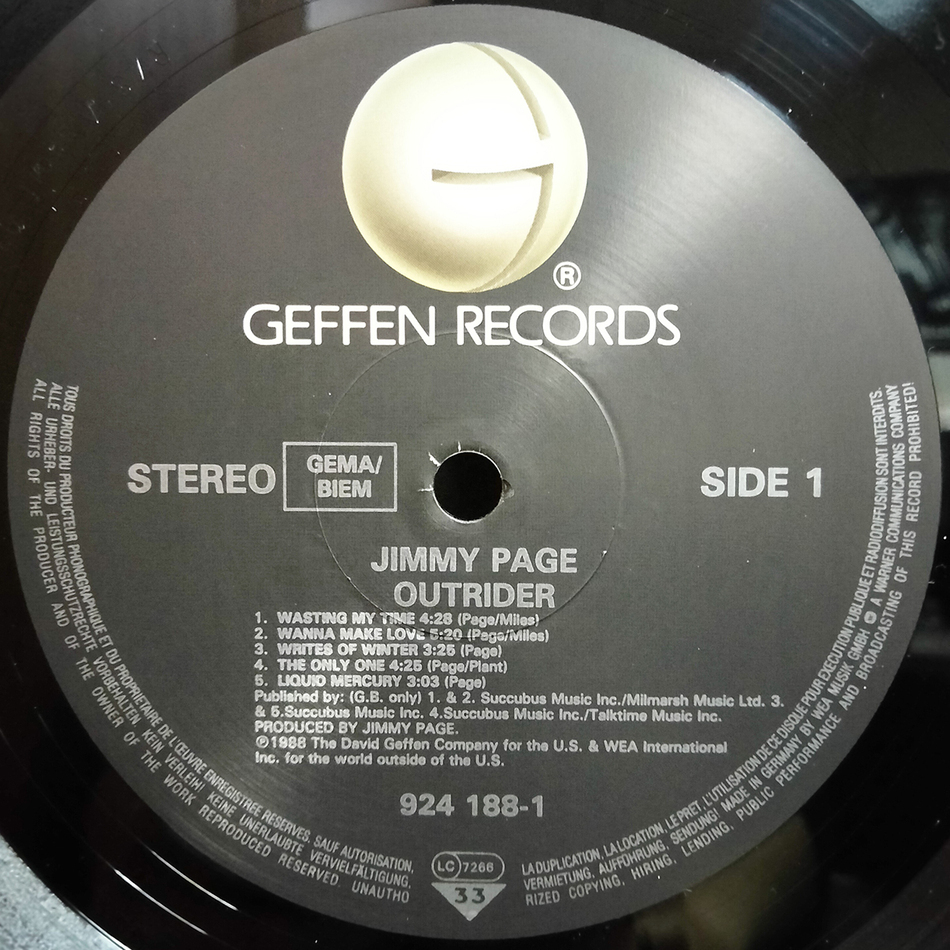 ®
GEFFEN RECORDS
STEREO
GEMA/
BIEM
SIDE 1
JIMMY PAGE
OUTRIDER
1. WASTING MY TIME 4:28 (Page/Miles)
2. WANNA MAKE LOVE 5:20 (Page/Miles)
3. WRITES OF WINTER 3:25 (Page)
4. THE ONLY ONE 4:25 (Page/Plant)
5. LIQUID MERCURY 3:03 (Page)
Published by: (G.B. only) 1. & 2. Succubus Music Inc./Milmarsh Music Ltd. 3.
& 5.Succubus Music Inc. 4.Succubus Music Inc./Talktime Music Inc.
PRODUCED BY JIMMY PAGE.
℗1988 The David Geffen Company for the U.S. & WEA International
Inc. for the world outside of the U.S.
924 188-1
LC 7266
33
TOUS DROITS DU PRODUCTEUR PHONOGRAPHIQUE ET DU PROPRIETAIRE DE L'ŒUVRE ENREGISTREE RESERVES, SAUF AUTORISATION,
ALLE URHEBER- UND LEISTUNGSSCHUTZRECHTE VORBEHALTEN KEIN VERLEIH! KEINE UNERLAUBTE VERVIELFÄLTIGUNG,
ALL RIGHTS OF THE PRODUCER AND OF THE OWNER OF THE WORK REPRODUCED RESERVED. UNAUTHO
LA DUPLICATION, LA LOCATION, LE PRET, L'UTILISATION DE CE DISQUE POUR EXECUTION PUBLIQUE ET RADIODIFFUSION SONT INTERDITS.
VERMIETUNG, AUFFÜHRUNG, SENDUNG! MADE IN GERMANY BY WEA MUSIK GMBH A WARNER COMMUNICATIONS COMPANY
RIZED COPYING, HIRING, LENDING, PUBLIC PERFORMANCE AND BROADCASTING OF THIS RECORD PROHIBITED!